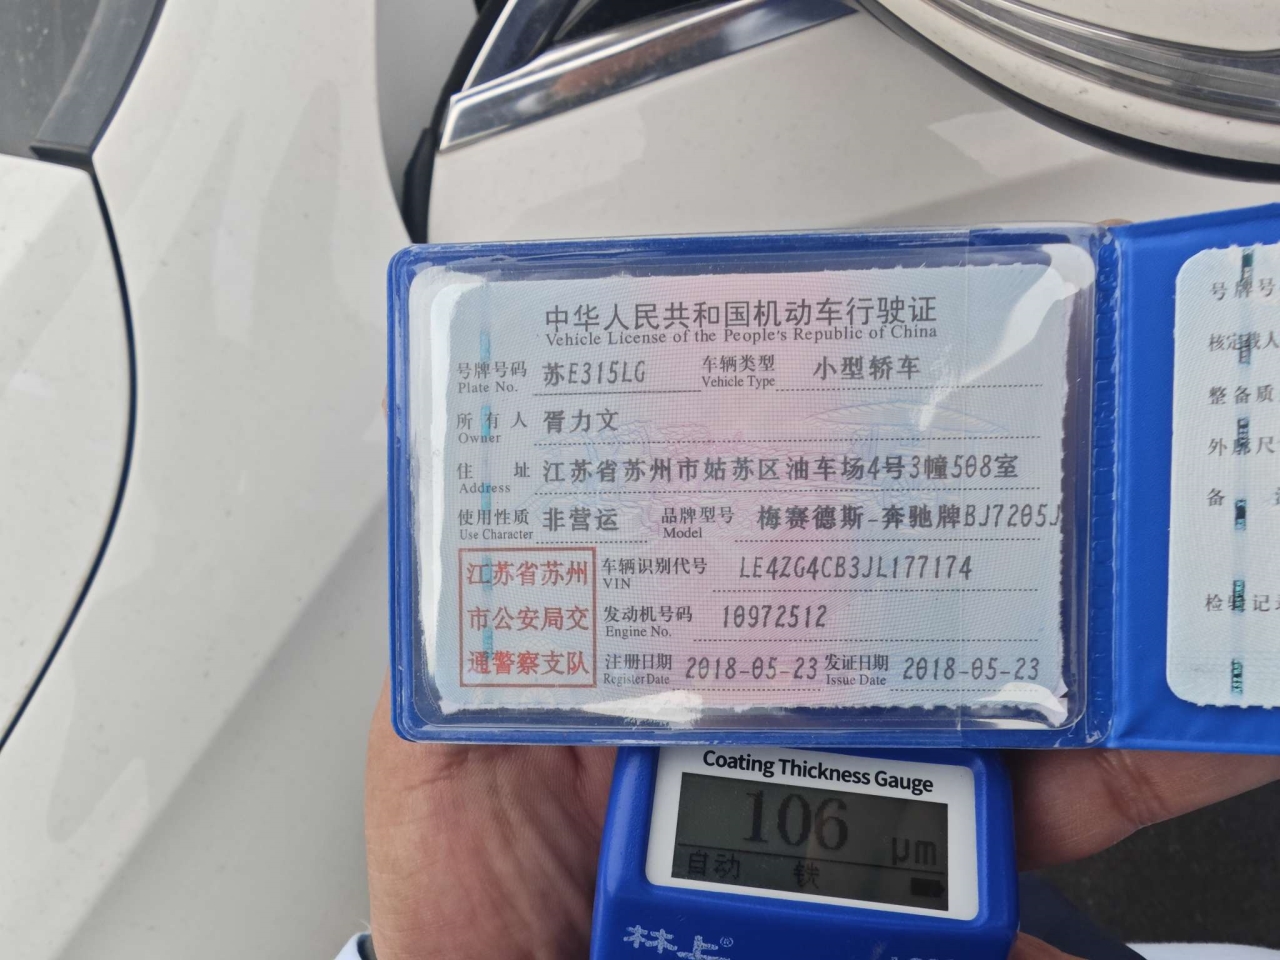 中华人民共和国机动车行驶证
Vehicle License of the People's Republic of China
号牌号码 苏E315LG 车辆类型 小型轿车
Plate No. Vehicle Type
所有人 胥力文
Owner
住址 江苏省苏州市姑苏区油车场4号3幢508室
Address
使用性质 非营运 品牌型号 梅赛德斯-奔驰牌BJ7205J
Use Character Model
江苏省苏州
市公安局交
通警察支队
车辆识别代号 LE4ZG4CB3JL177174
VIN
发动机号码 10972512
Engine No.
注册日期 2018-05-23 发证日期 2018-05-23
Register Date Issue Date
号牌号
核定载人
整备质
外廓尺
备
检验记
Coating Thickness Gauge
106 μm
自动 铁
林上®